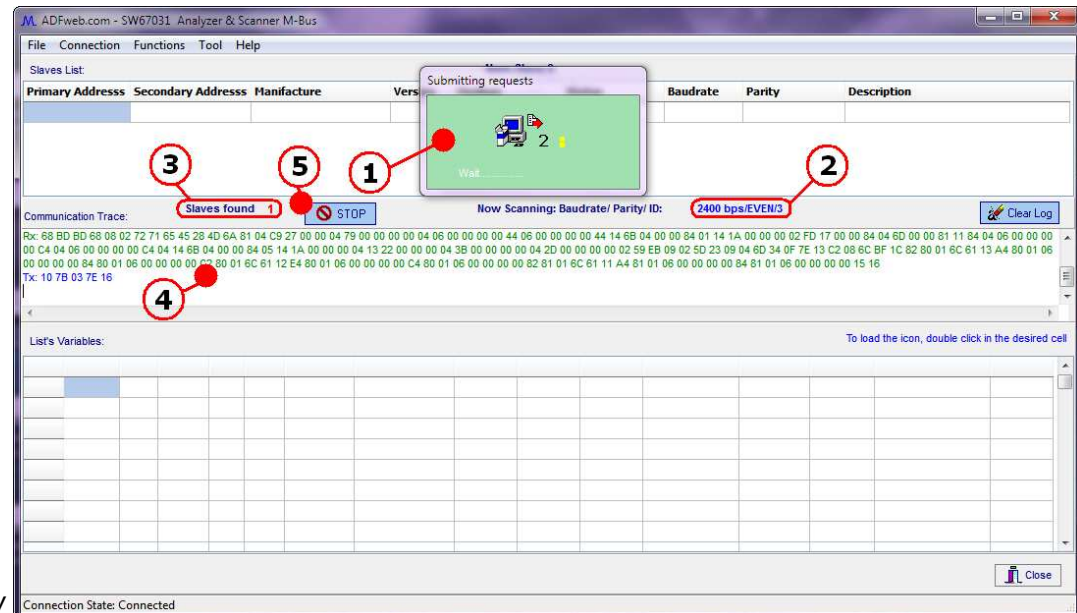 ADFweb.com - SW67031 Analyzer & Scanner M-Bus
File Connection Functions Tool Help
Slaves List:
Submitting requests
Primary Addresss Secondary Addresss Manifacture Baudrate Parity Description
2
Wait
1
3
5
2
Communication Trace:
Slaves found 1
STOP
Now Scanning: Baudrate/ Parity/ ID:
2400 bps/EVEN/3
Clear Log
Rx: 68 BD BD 68 08 02 72 71 65 45 28 4D 6A 81 04 C9 27 00 00 04 79 00 00 00 00 04 06 00 00 00 00 44 06 00 00 00 00 44 14 6B 04 00 00 84 01 14 1A 00 00 00 02 FD 17 00 00 84 04 6D 00 00 81 11 84 04 06 00 00 00
00 C4 04 06 00 00 00 00 C4 04 14 6B 04 00 00 84 05 14 1A 00 00 00 04 13 22 00 00 00 04 3B 00 00 00 00 04 2D 00 00 00 00 02 59 EB 09 02 5D 23 09 04 6D 34 0F 7E 13 C2 08 6C BF 1C 82 80 01 6C 61 13 A4 80 01 06
00 00 00 00 84 80 01 06 00 00 00 00 C2 80 01 6C 61 12 E4 80 01 06 00 00 00 00 C4 80 01 06 00 00 00 00 82 81 01 6C 61 11 A4 81 01 06 00 00 00 00 84 81 01 06 00 00 00 00 15 16
Tx: 10 7B 03 7E 16
4
List's Variables:
To load the icon, double click in the desired cell
Close
Connection State: Connected